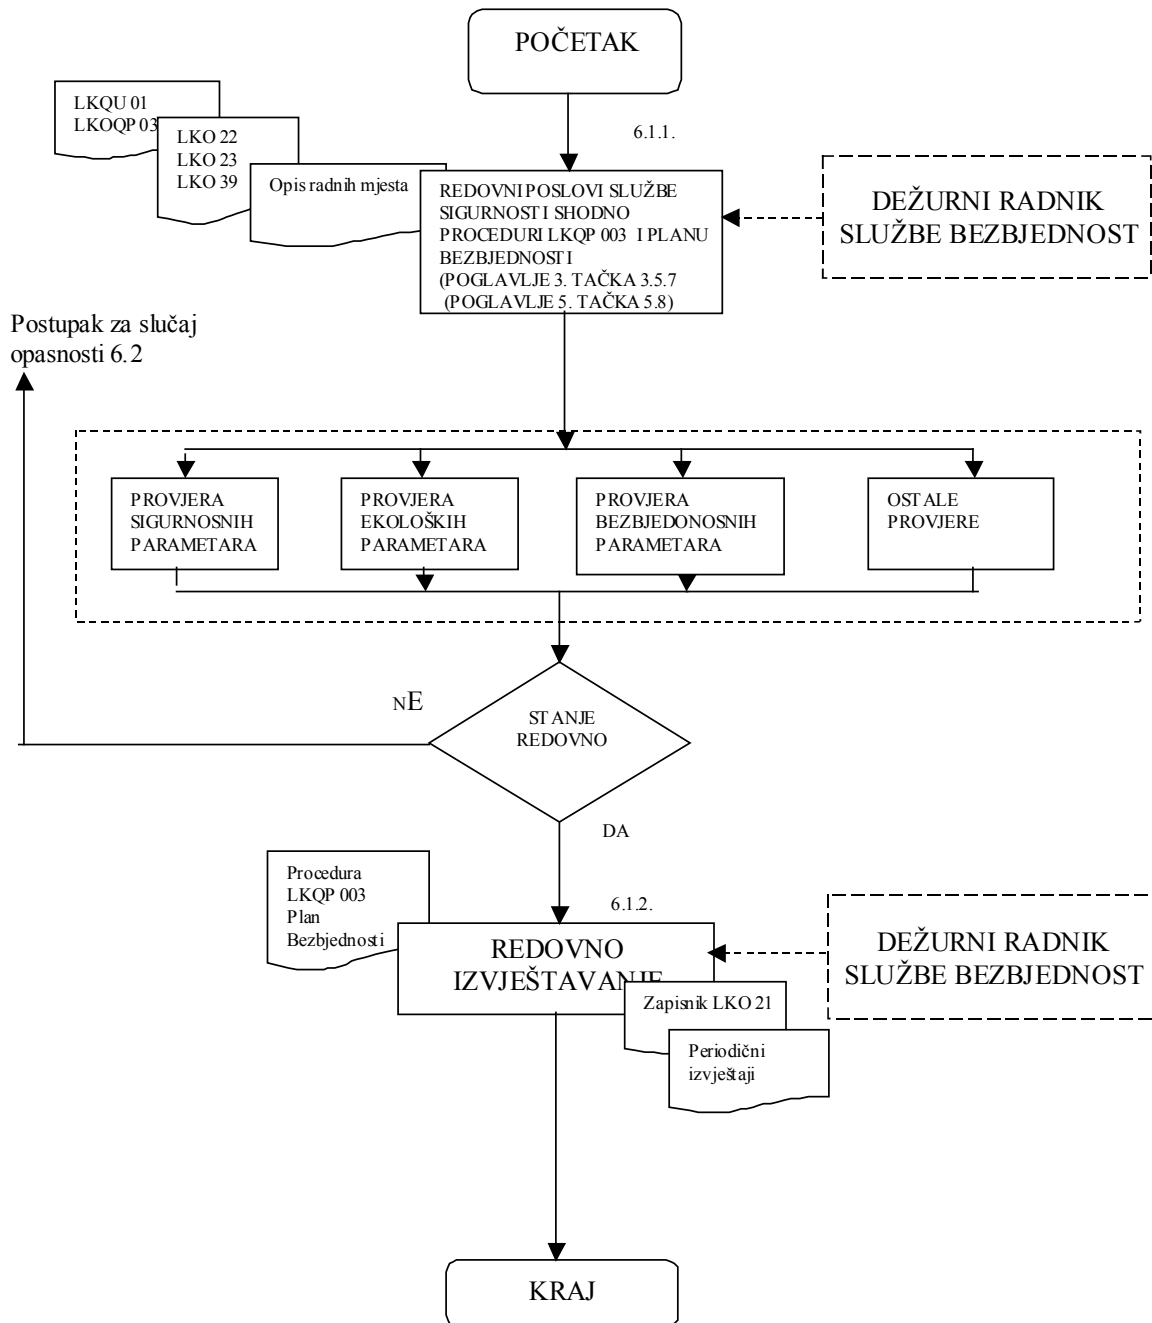 POČETAK
LKQU 01
LKOQP 03
LKO 22
LKO 23
LKO 39
Opis radnih mjesta
6.1.1.
REDOVNI POSLOVI SLUŽBE
SIGURNOSTI SHODNO
PROCEDURI LKQP 003 I PLANU
BEZBJEDNOSTI
(POGLAVLJE 3. TAČKA 3.5.7
(POGLAVLJE 5. TAČKA 5.8)
DEŽURNI RADNIK
SLUŽBE BEZBJEDNOST
Postupak za slučaj
opasnosti 6.2
PROVJERA
SIGURNOSNIH
PARAMETARA
PROVJERA
EKOLOŠKIH
PARAMETARA
PROVJERA
BEZBJEDONOSNIH
PARAMETARA
OSTALE
PROVJERE
NE
STANJE
REDOVNO
DA
Procedura
LKQP 003
Plan
Bezbjednosti
6.1.2.
REDOVNO
IZVJEŠTAVANJE
DEŽURNI RADNIK
SLUŽBE BEZBJEDNOST
Zapisnik LKO 21
Periodični
izvještaji
KRAJ